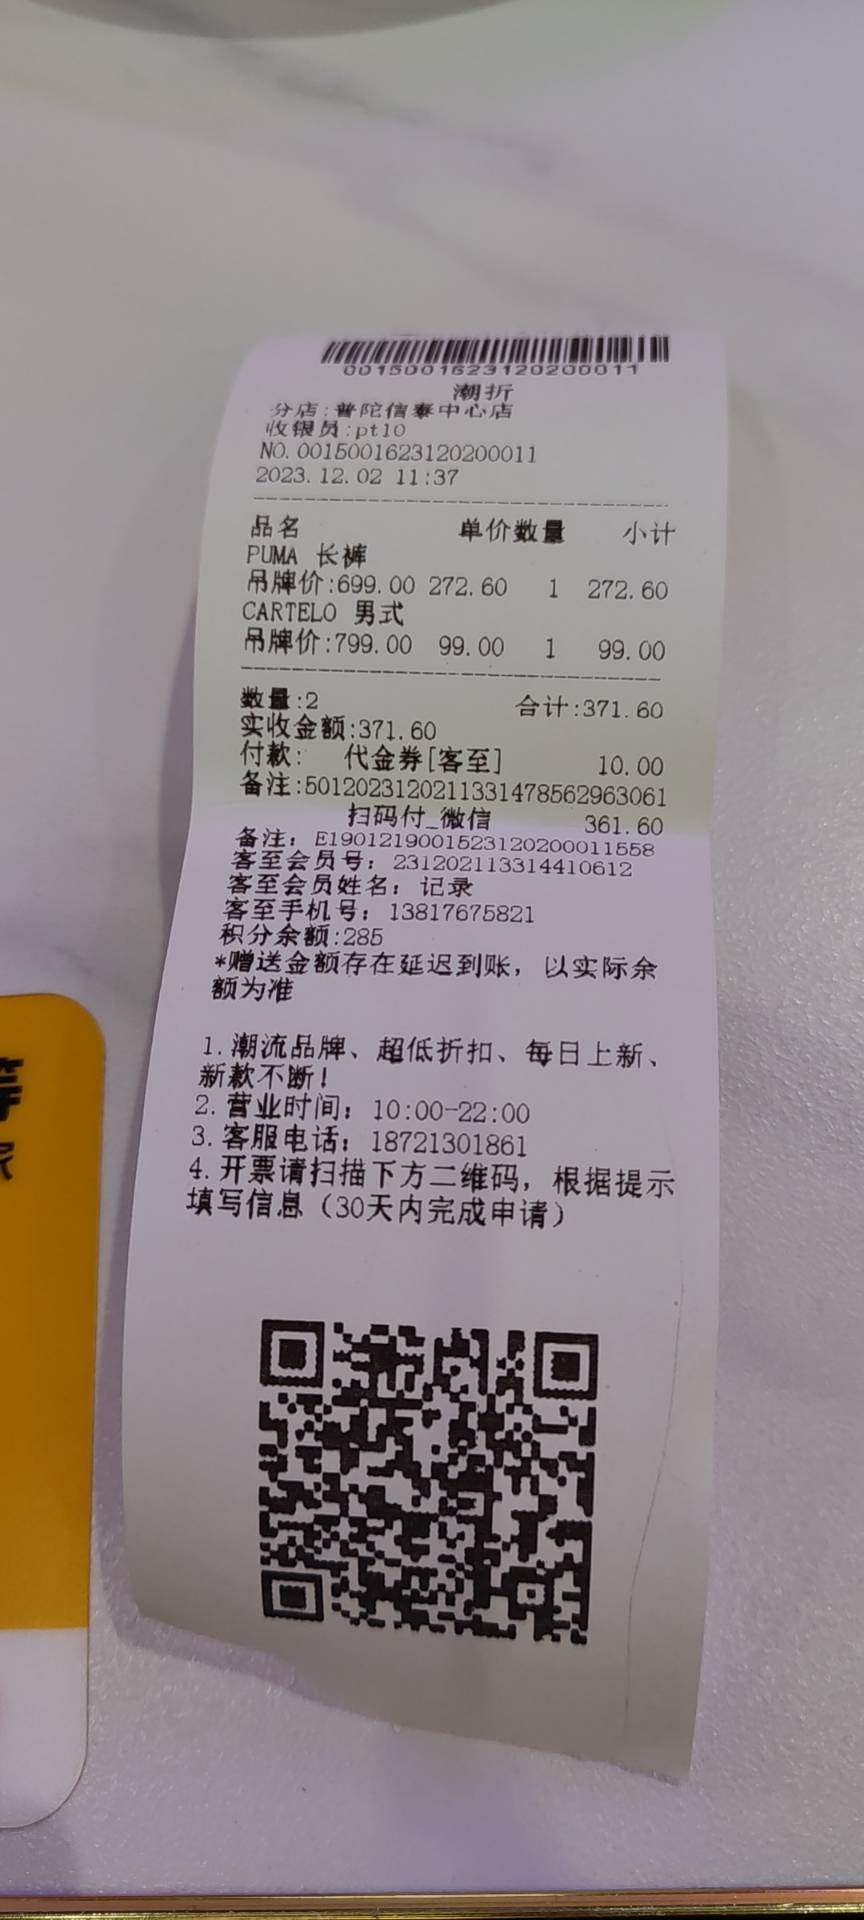 0015001623120200011
潮折
分店:普陀信泰中心店
收银员:pt10
NO.0015001623120200011
2023.12.02 11:37
品名 单价数量 小计
PUMA 长裤
吊牌价:699.00 272.60 1 272.60
CARTELO 男式
吊牌价:799.00 99.00 1 99.00
数量:2 合计:371.60
实收金额:371.60
付款: 代金券[客至] 10.00
备注:5012023120211331478562963061
扫码付_微信 361.60
备注: E1901219001523120200011558
客至会员号: 231202113314410612
客至会员姓名: 记录
客至手机号: 13817675821
积分余额:285
*赠送金额存在延迟到账, 以实际余
额为准
1.潮流品牌、超低折扣、每日上新、
新款不断!
2.营业时间: 10:00-22:00
3.客服电话: 18721301861
4.开票请扫描下方二维码, 根据提示
填写信息(30天内完成申请)